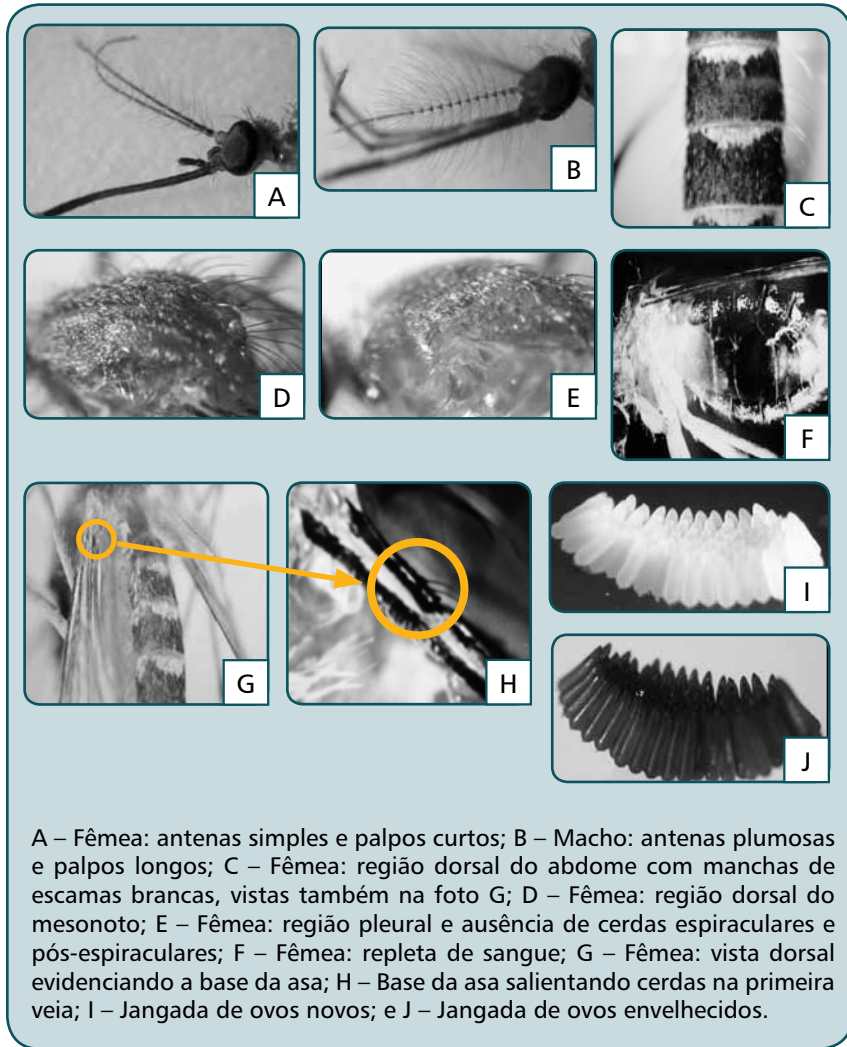 A
B
C
D
E
F
G
H
I
J
A – Fêmea: antenas simples e palpos curtos; B – Macho: antenas plumosas
e palpos longos; C – Fêmea: região dorsal do abdome com manchas de
escamas brancas, vistas também na foto G; D – Fêmea: região dorsal do
mesonoto; E – Fêmea: região pleural e ausência de cerdas espiraculares e
pós-espiraculares; F – Fêmea: repleta de sangue; G – Fêmea: vista dorsal
evidenciando a base da asa; H – Base da asa salientando cerdas na primeira
veia; I – Jangada de ovos novos; e J – Jangada de ovos envelhecidos.